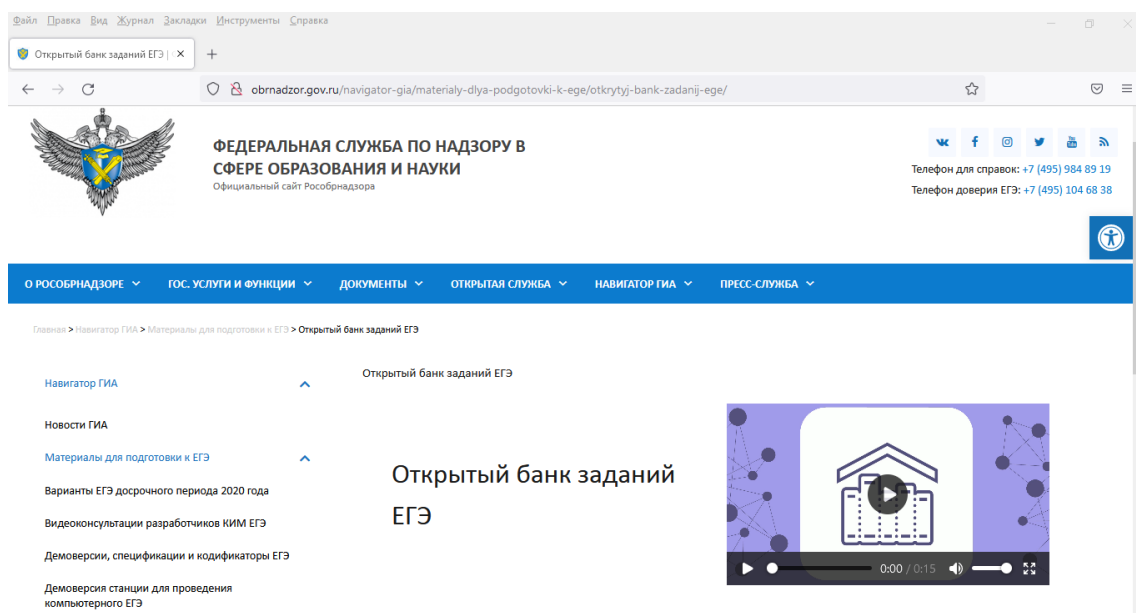 Файл Правка Вид Журнал Закладки Инструменты Справка
Открытый банк заданий ЕГЭ |
obrnadzor.gov.ru/navigator-gia/materialy-dlya-podgotovki-k-ege/otkrytyj-bank-zadanij-ege/
ФЕДЕРАЛЬНАЯ СЛУЖБА ПО НАДЗОРУ В
СФЕРЕ ОБРАЗОВАНИЯ И НАУКИ
Официальный сайт Рособрнадзора
Телефон для справок: +7 (495) 984 89 19
Телефон доверия ЕГЭ: +7 (495) 104 68 38
О РОСОБРНАДЗОРЕ ГОС. УСЛУГИ И ФУНКЦИИ ДОКУМЕНТЫ ОТКРЫТАЯ СЛУЖБА НАВИГАТОР ГИА ПРЕСС-СЛУЖБА
Главная > Навигатор ГИА > Материалы для подготовки к ЕГЭ > Открытый банк заданий ЕГЭ
Навигатор ГИА
Новости ГИА
Материалы для подготовки к ЕГЭ
Варианты ЕГЭ досрочного периода 2020 года
Видеоконсультации разработчиков КИМ ЕГЭ
Демоверсии, спецификации и кодификаторы ЕГЭ
Демоверсия станции для проведения
компьютерного ЕГЭ
Открытый банк заданий ЕГЭ
Открытый банк заданий
ЕГЭ
0:00 / 0:15